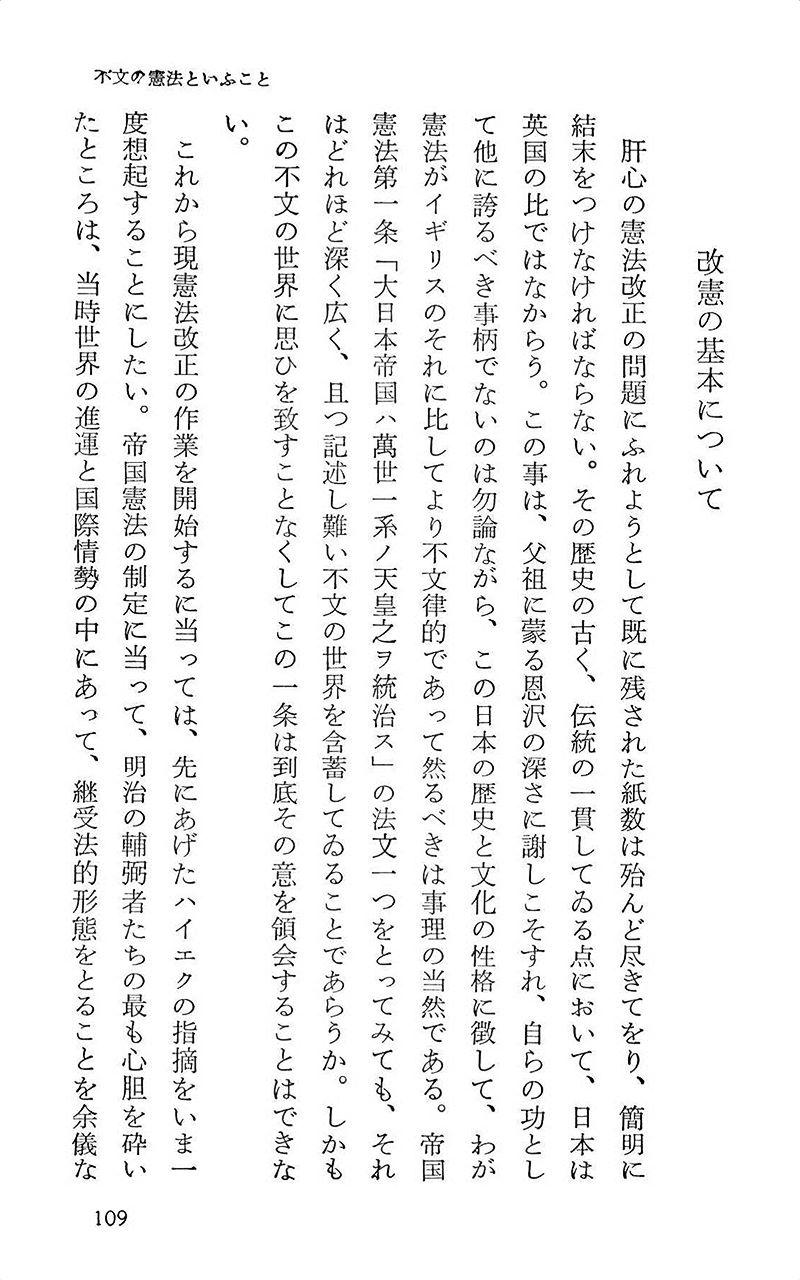 不文の憲法といふこと
改憲の基本について
肝心の憲法改正の問題にふれようとして既に残された紙数は殆んど尽きてをり、簡明に
結末をつけなければならない。その歴史の古く、伝統の一貫してゐる点において、日本は
英国の比ではなからう。この事は、父祖に蒙る恩沢の深さに謝しこそすれ、自らの功とし
て他に誇るべき事柄でないのは勿論ながら、この日本の歴史と文化の性格に徴して、わが
憲法がイギリスのそれに比してより不文律的であって然るべきは事理の当然である。帝国
憲法第一条「大日本帝国ハ萬世一系ノ天皇之ヲ統治ス」の法文一つをとってみても、それ
はどれほど深く広く、且つ記述し難い不文の世界を含蓄してゐることであらうか。しかも
この不文の世界に思ひを致すことなくしてこの一条は到底その意を領会することはできな
い。
これから現憲法改正の作業を開始するに当っては、先にあげたハイエクの指摘をいま一
度想起することにしたい。帝国憲法の制定に当って、明治の輔弼者たちの最も心胆を砕い
たところは、当時世界の進運と国際情勢の中にあって、継受法的形態をとることを余儀な
109